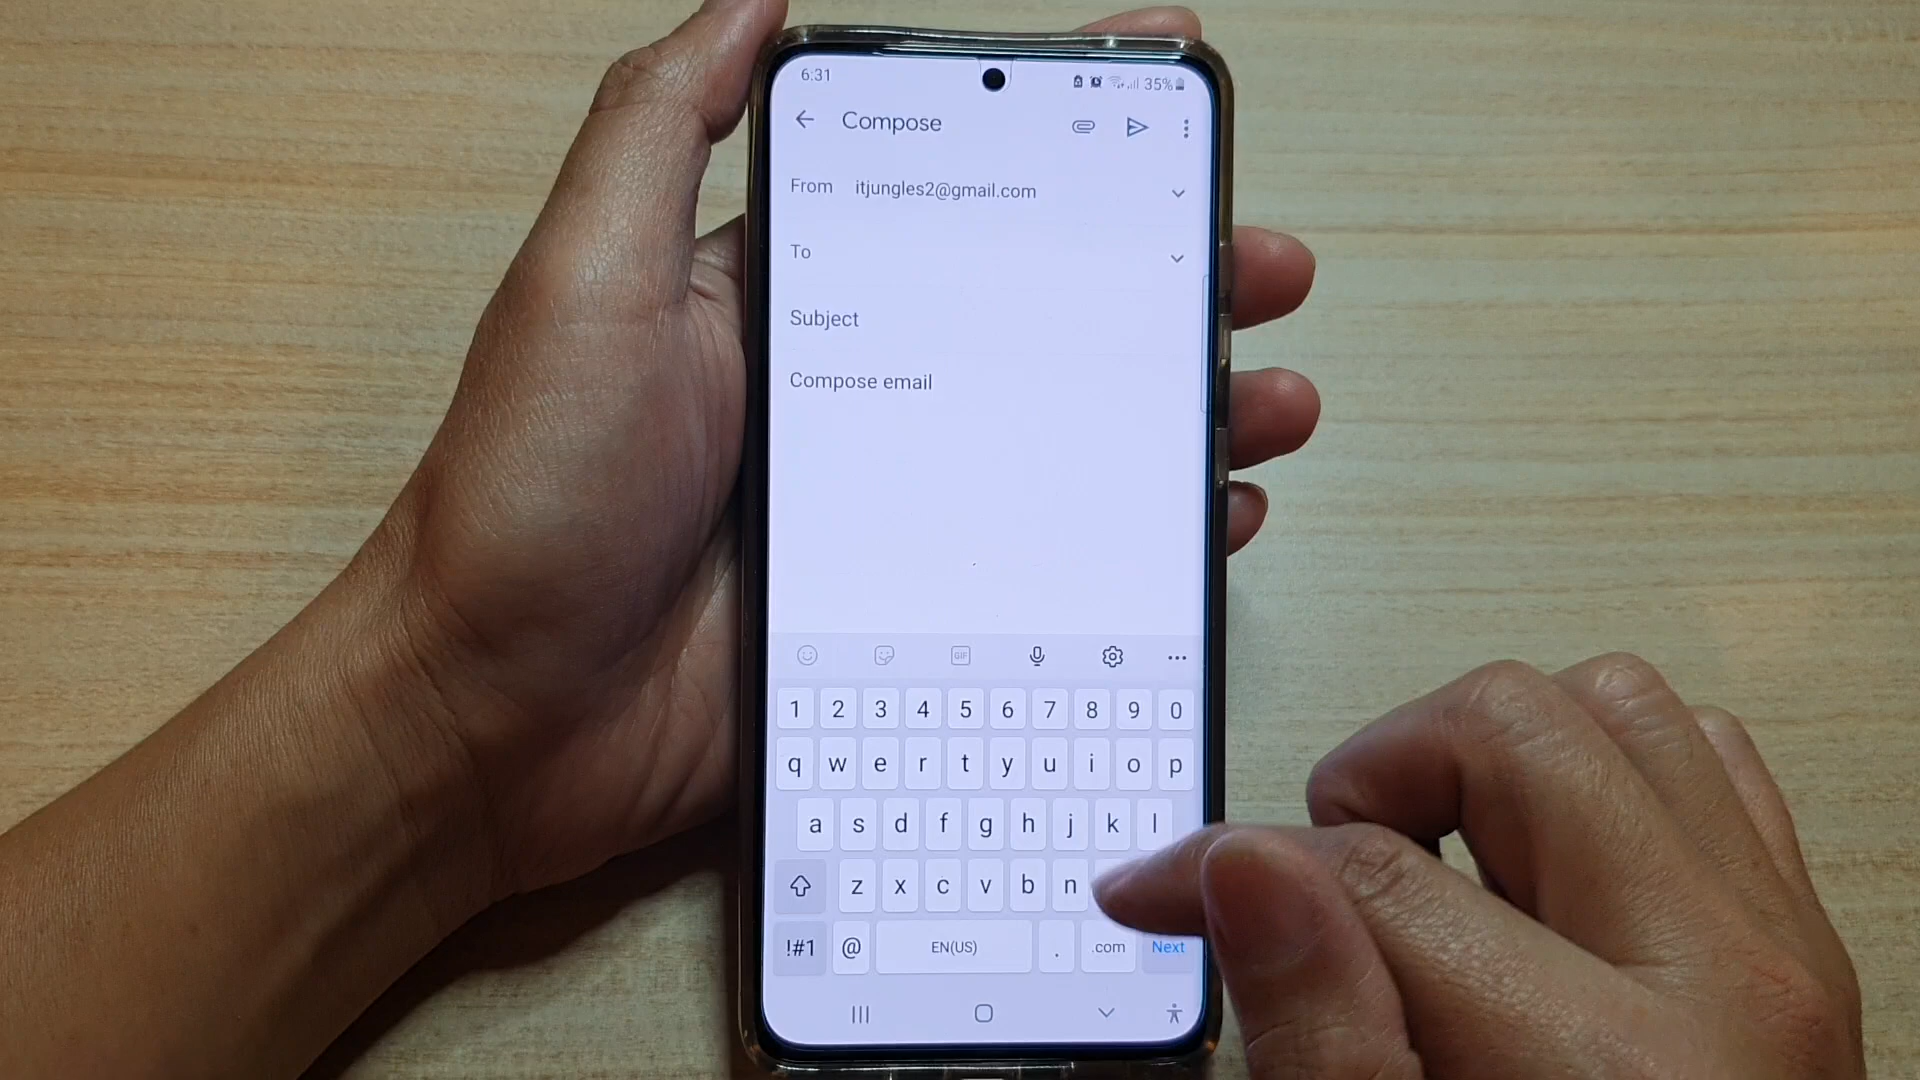 6:31
35%
Compose
From itjungles2@gmail.com
To
Subject
Compose email
GIF
1 2 3 4 5 6 7 8 9 0
q w e r t y u i o p
a s d f g h j k l
z x c v b n
!#1 @ EN(US) . .com Next